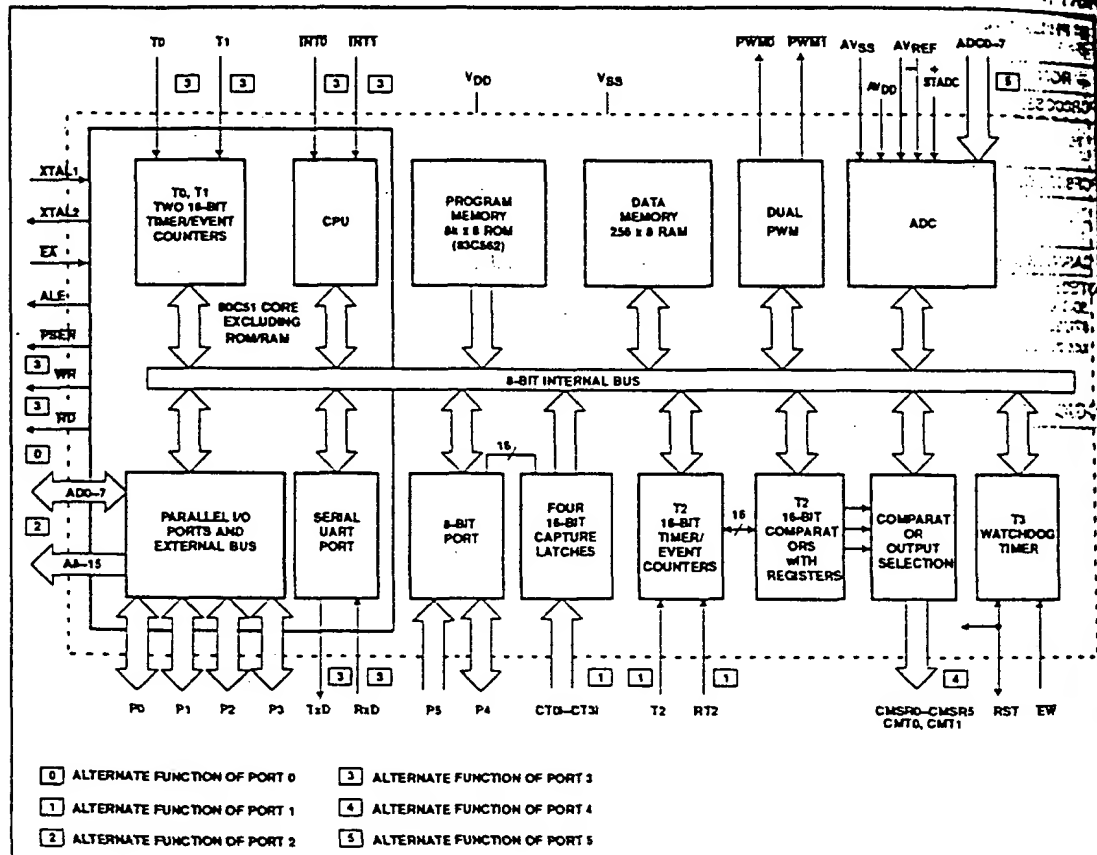 T0 T1 INT0 INT1 PWM0 PWM1 AVSS AVREF ADC0–7
3 3 3 3 VDD VSS AVDD – + STADC 5
XTAL1
XTAL2
EA
ALE
PSEN
3 WR
3 RD
0
AD0–7
2
A8–15
T0, T1
TWO 16-BIT
TIMER/EVENT
COUNTERS
CPU
PROGRAM
MEMORY
8k x 8 ROM
(83C562)
DATA
MEMORY
256 x 8 RAM
DUAL
PWM
ADC
80C51 CORE
EXCLUDING
ROM/RAM
8-BIT INTERNAL BUS
PARALLEL I/O
PORTS AND
EXTERNAL BUS
SERIAL
UART
PORT
8-BIT
PORT
16
FOUR
16-BIT
CAPTURE
LATCHES
T2
16-BIT
TIMER/
EVENT
COUNTERS
16
T2
16-BIT
COMPARAT
ORS
WITH
REGISTERS
COMPARAT
OR
OUTPUT
SELECTION
T3
WATCHDOG
TIMER
3 3 1 1 1 4
P0 P1 P2 P3 TxD RxD P5 P4 CT0I–CT3I T2 RT2 CMSR0–CMSR5 RST EW
CMT0, CMT1
0 ALTERNATE FUNCTION OF PORT 0
1 ALTERNATE FUNCTION OF PORT 1
2 ALTERNATE FUNCTION OF PORT 2
3 ALTERNATE FUNCTION OF PORT 3
4 ALTERNATE FUNCTION OF PORT 4
5 ALTERNATE FUNCTION OF PORT 5